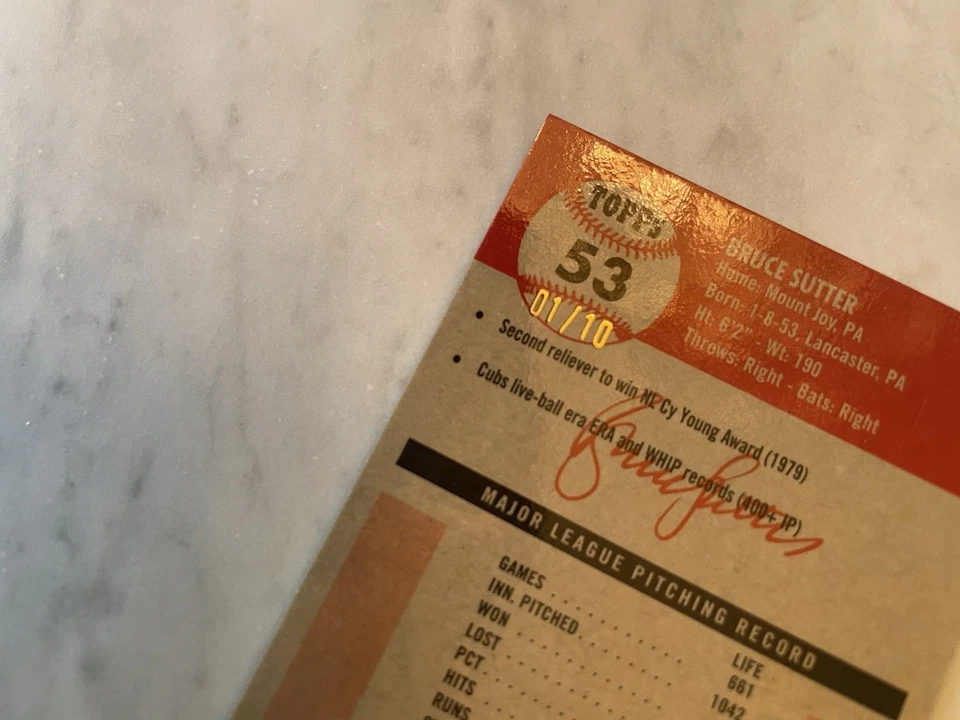 TOPPS
53
01/10
BRUCE SUTTER
Home: Mount Joy, PA
Born: 1-8-53, Lancaster, PA
Ht: 6'2" - Wt: 190
Throws: Right - Bats: Right
• Second reliever to win NL Cy Young Award (1979)
• Cubs live-ball era ERA and WHIP records (400+ IP)
Bruce Sutter
MAJOR LEAGUE PITCHING RECORD
LIFE
GAMES . . . . . . . . . . . 661
INN. PITCHED . . . . . . . . 1042
WON . . . . . . . . . . . .
LOST
PCT
HITS
RUNS